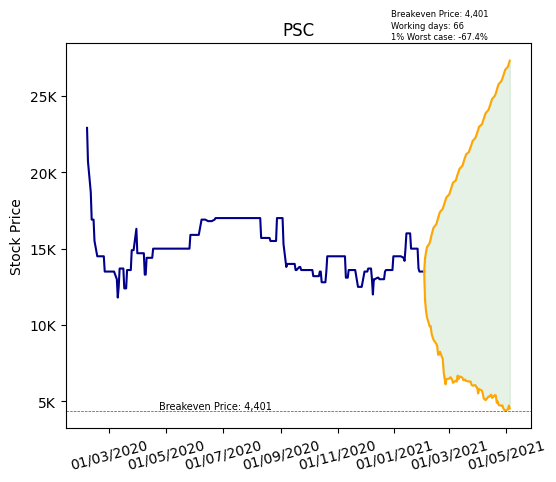 Breakeven Price: 4,401
Working days: 66
1% Worst case: -67.4%
PSC
Stock Price
25K
20K
15K
10K
5K
Breakeven Price: 4,401
01/03/2020
01/05/2020
01/07/2020
01/09/2020
01/11/2020
01/01/2021
01/03/2021
01/05/2021